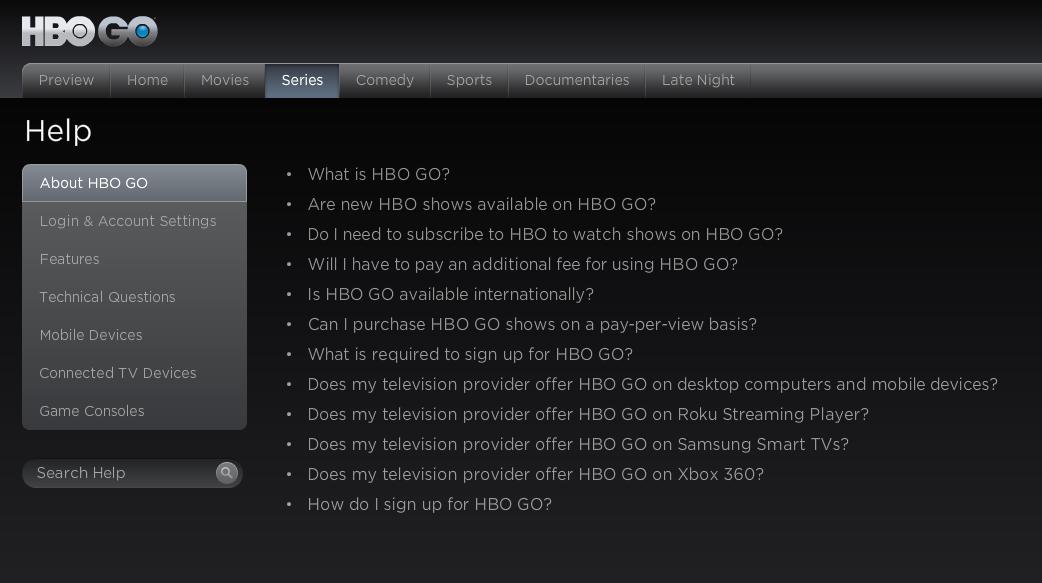 HBO GO
Preview Home Movies Series Comedy Sports Documentaries Late Night
Help
About HBO GO
Login & Account Settings
Features
Technical Questions
Mobile Devices
Connected TV Devices
Game Consoles
Search Help
• What is HBO GO?
• Are new HBO shows available on HBO GO?
• Do I need to subscribe to HBO to watch shows on HBO GO?
• Will I have to pay an additional fee for using HBO GO?
• Is HBO GO available internationally?
• Can I purchase HBO GO shows on a pay-per-view basis?
• What is required to sign up for HBO GO?
• Does my television provider offer HBO GO on desktop computers and mobile devices?
• Does my television provider offer HBO GO on Roku Streaming Player?
• Does my television provider offer HBO GO on Samsung Smart TVs?
• Does my television provider offer HBO GO on Xbox 360?
• How do I sign up for HBO GO?